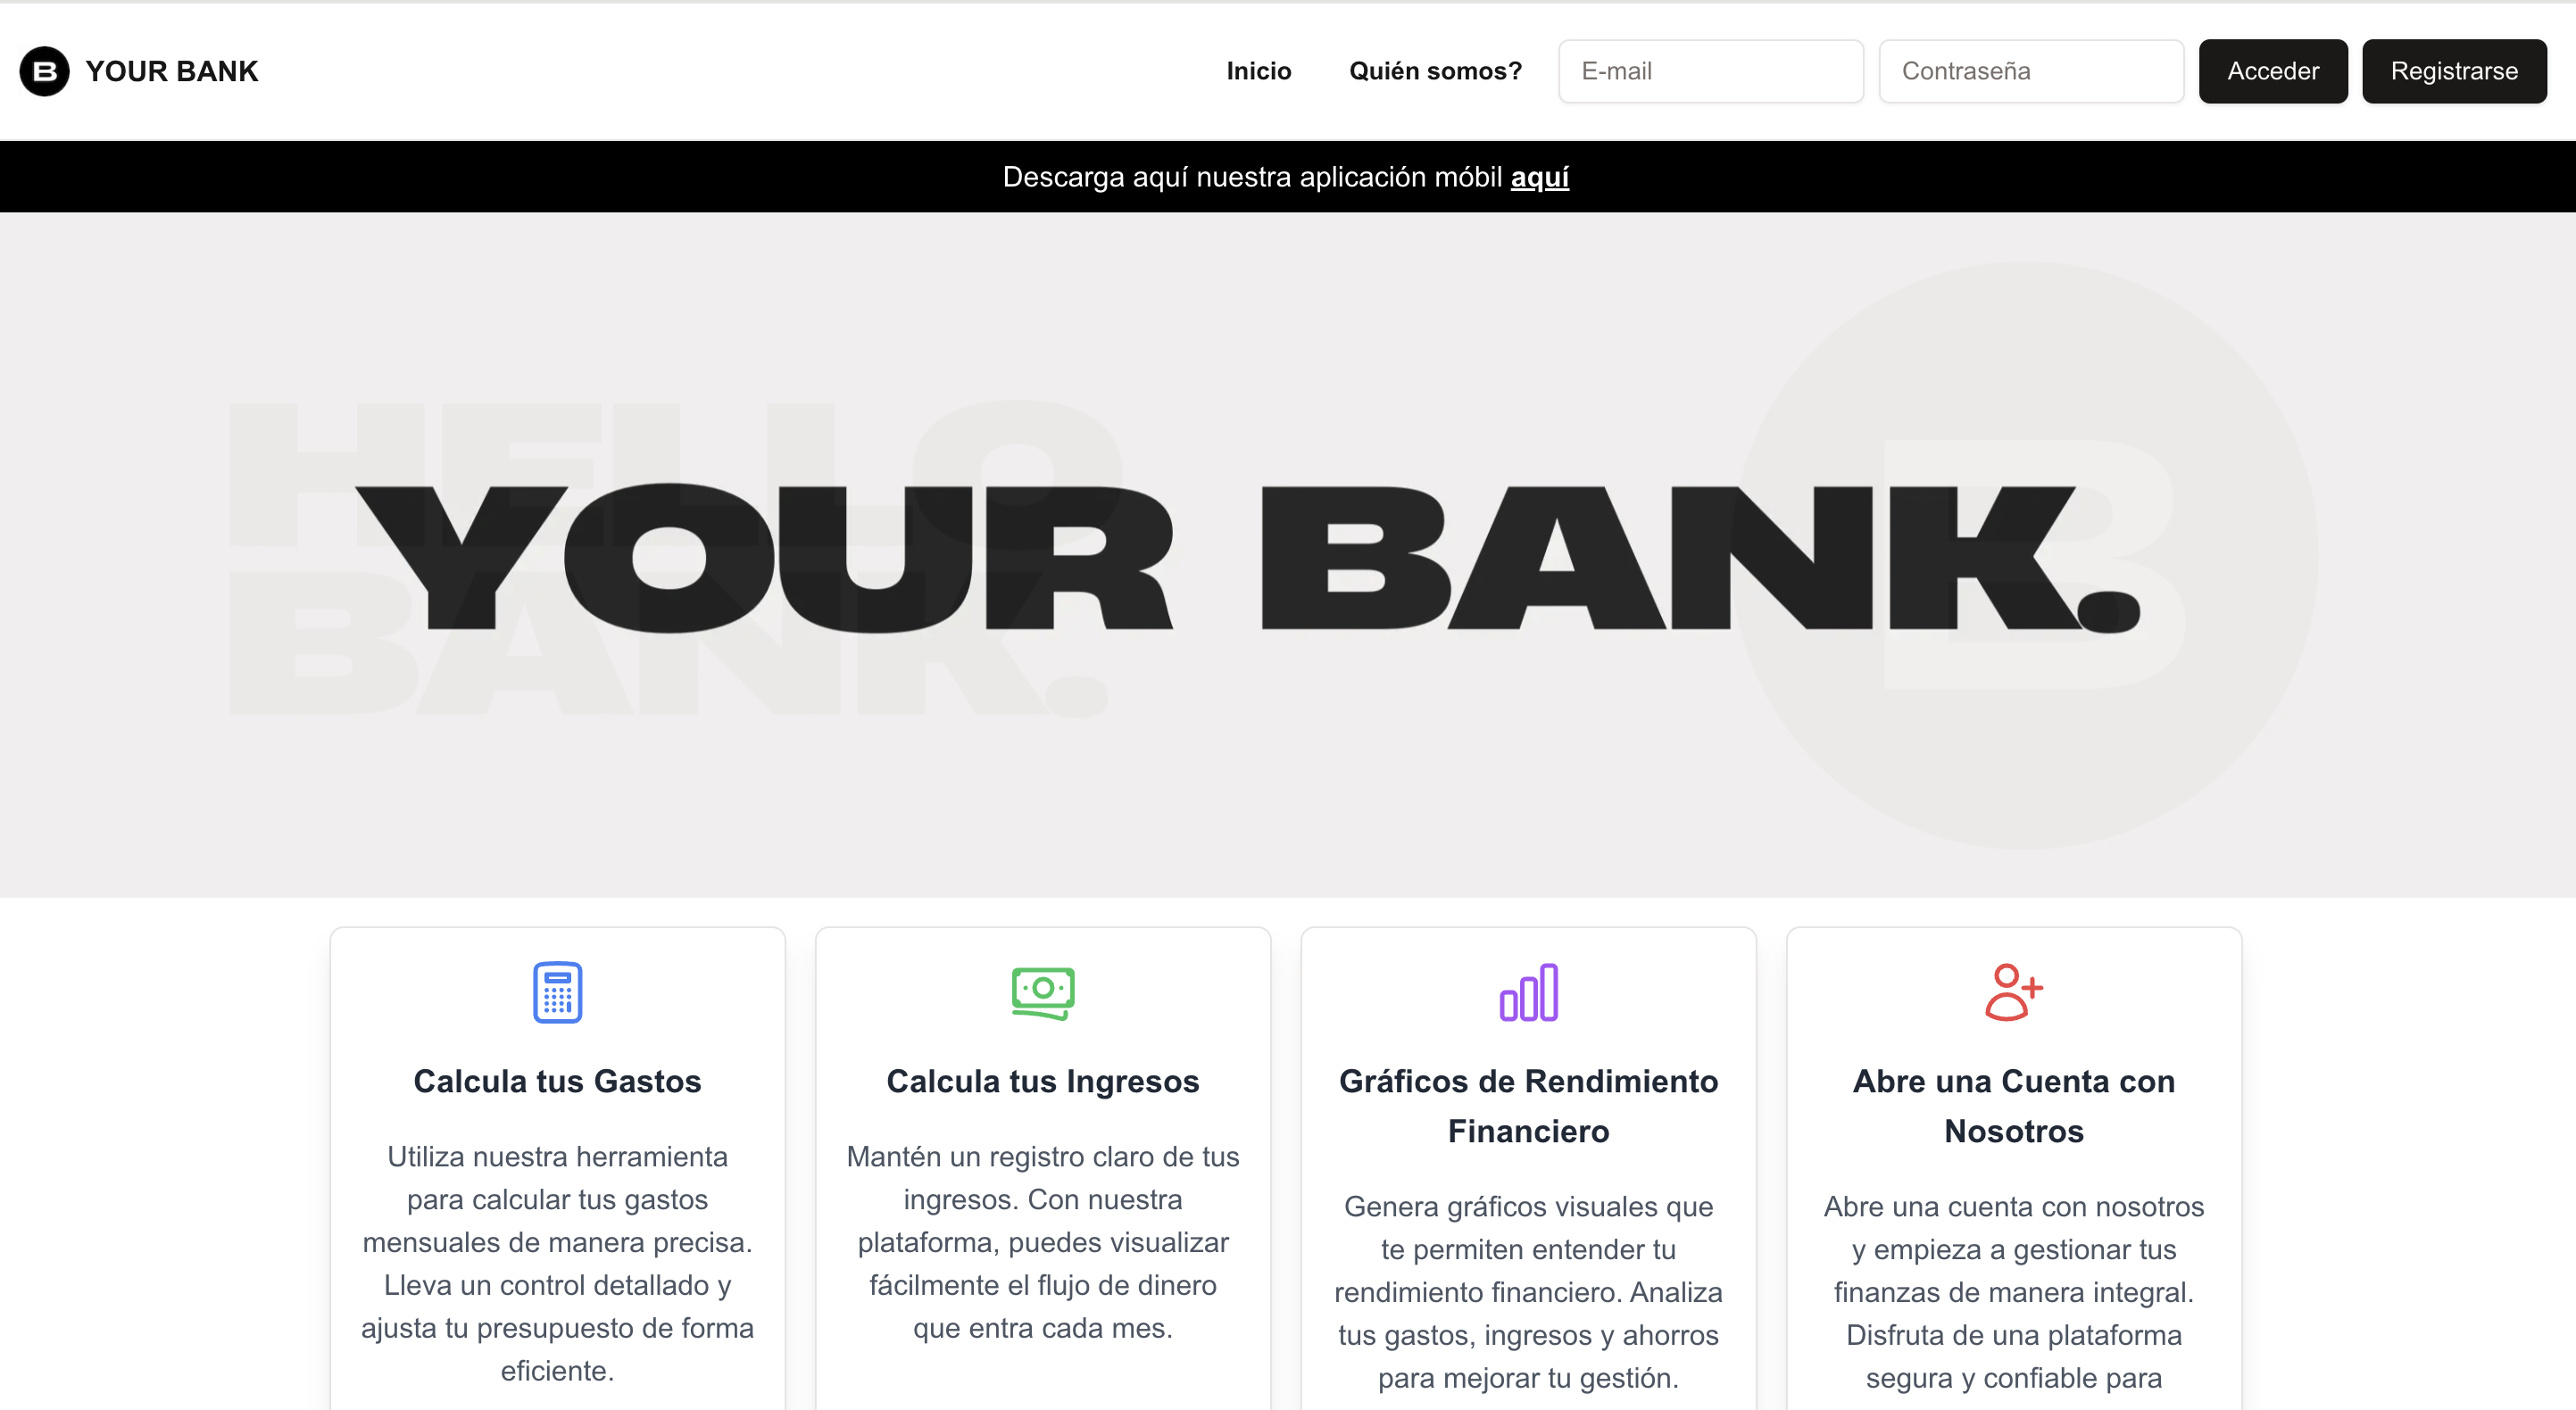 B YOUR BANK
Inicio Quién somos? E-mail Contraseña Acceder Registrarse
Descarga aquí nuestra aplicación móbil aquí
HELLO
BANK.
YOUR BANK.
B
Calcula tus Gastos
Utiliza nuestra herramienta
para calcular tus gastos
mensuales de manera precisa.
Lleva un control detallado y
ajusta tu presupuesto de forma
eficiente.
Calcula tus Ingresos
Mantén un registro claro de tus
ingresos. Con nuestra
plataforma, puedes visualizar
fácilmente el flujo de dinero
que entra cada mes.
Gráficos de Rendimiento
Financiero
Genera gráficos visuales que
te permiten entender tu
rendimiento financiero. Analiza
tus gastos, ingresos y ahorros
para mejorar tu gestión.
Abre una Cuenta con
Nosotros
Abre una cuenta con nosotros
y empieza a gestionar tus
finanzas de manera integral.
Disfruta de una plataforma
segura y confiable para